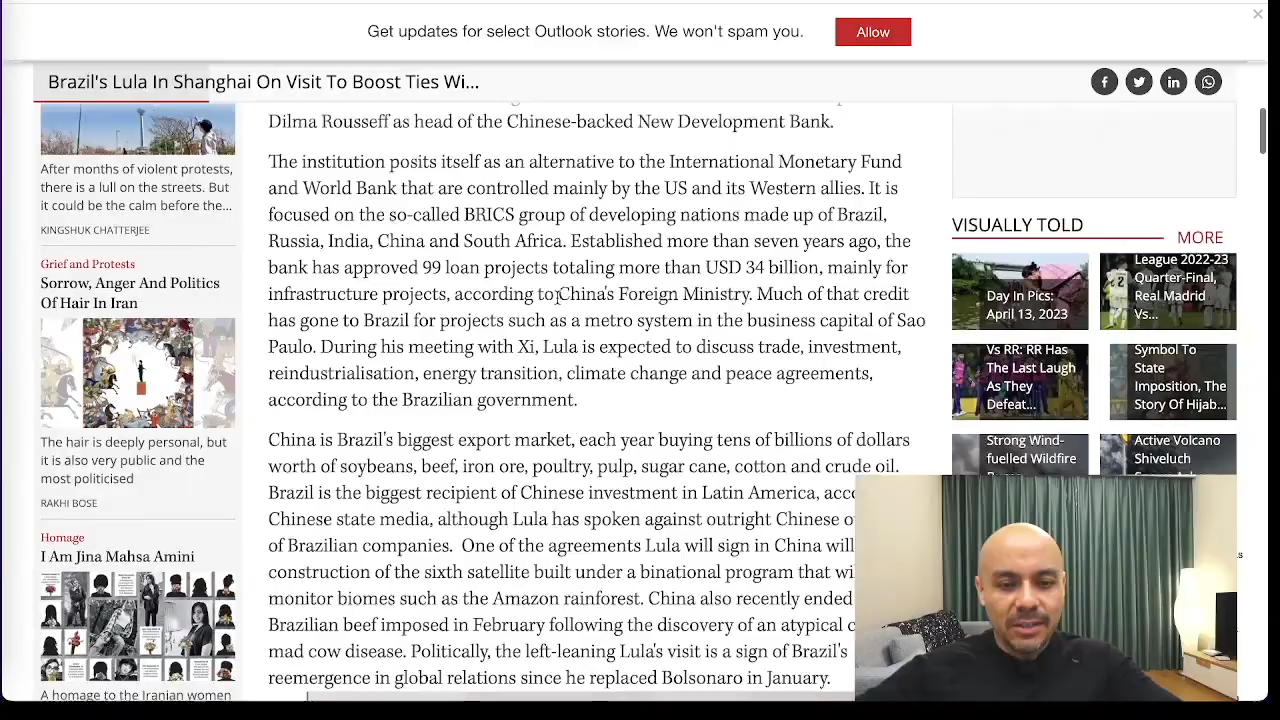 Get updates for select Outlook stories. We won't spam you.
Allow
Brazil's Lula In Shanghai On Visit To Boost Ties Wi...
After months of violent protests,
there is a lull on the streets. But
it could be the calm before the...
KINGSHUK CHATTERJEE
Grief and Protests
Sorrow, Anger And Politics
Of Hair In Iran
The hair is deeply personal, but
it is also very public and the
most politicised
RAKHI BOSE
Homage
I Am Jina Mahsa Amini
A homage to the Iranian women
Dilma Rousseff as head of the Chinese-backed New Development Bank.
The institution posits itself as an alternative to the International Monetary Fund
and World Bank that are controlled mainly by the US and its Western allies. It is
focused on the so-called BRICS group of developing nations made up of Brazil,
Russia, India, China and South Africa. Established more than seven years ago, the
bank has approved 99 loan projects totaling more than USD 34 billion, mainly for
infrastructure projects, according to China's Foreign Ministry. Much of that credit
has gone to Brazil for projects such as a metro system in the business capital of Sao
Paulo. During his meeting with Xi, Lula is expected to discuss trade, investment,
reindustrialisation, energy transition, climate change and peace agreements,
according to the Brazilian government.
China is Brazil's biggest export market, each year buying tens of billions of dollars
worth of soybeans, beef, iron ore, poultry, pulp, sugar cane, cotton and crude oil.
Brazil is the biggest recipient of Chinese investment in Latin America,
Chinese state media, although Lula has spoken against outright Chinese
of Brazilian companies. One of the agreements Lula will sign in China will
construction of the sixth satellite built under a binational program that
monitor biomes such as the Amazon rainforest. China also recently ended
Brazilian beef imposed in February following the discovery of an atypical
mad cow disease. Politically, the left-leaning Lula's visit is a sign of Brazil's
reemergence in global relations since he replaced Bolsonaro in January.
VISUALLY TOLD
MORE
Day In Pics:
April 13, 2023
League 2022-23
Quarter-Final,
Real Madrid
Vs...
Vs RR: RR Has
The Last Laugh
As They
Defeat...
Symbol To
State
Imposition, The
Story Of Hijab...
Strong Wind-
fuelled Wildfire
Active Volcano
Shiveluch